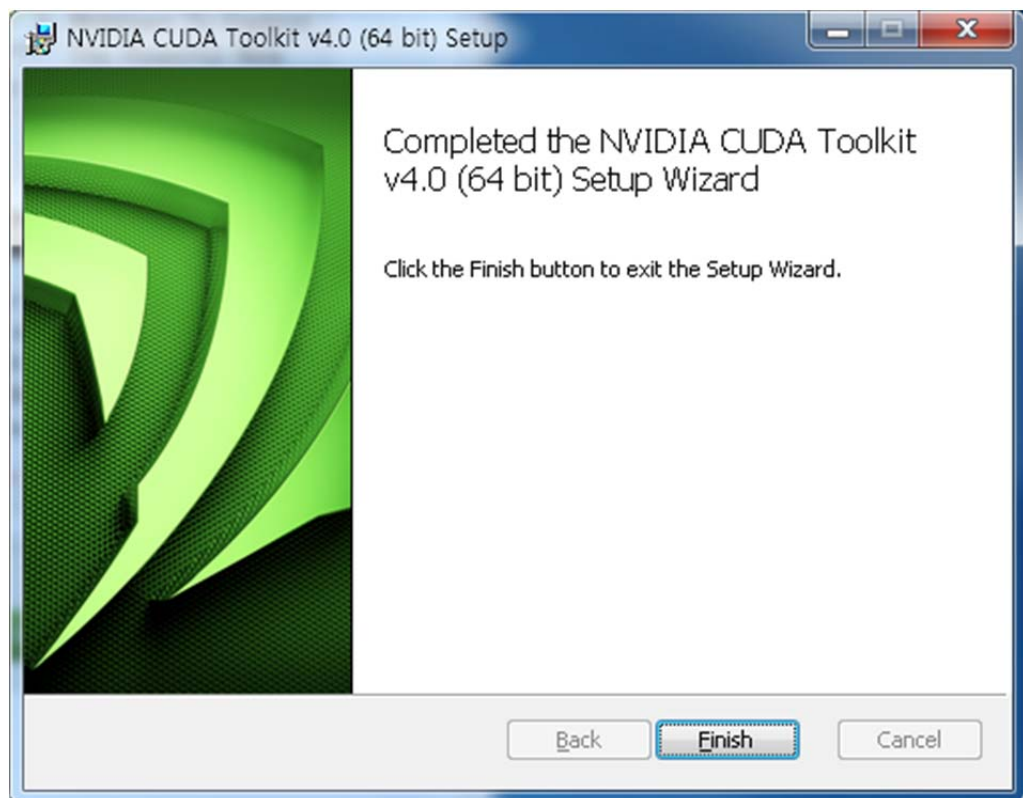 NVIDIA CUDA Toolkit v4.0 (64 bit) Setup
Completed the NVIDIA CUDA Toolkit
v4.0 (64 bit) Setup Wizard
Click the Finish button to exit the Setup Wizard.
Back Finish Cancel